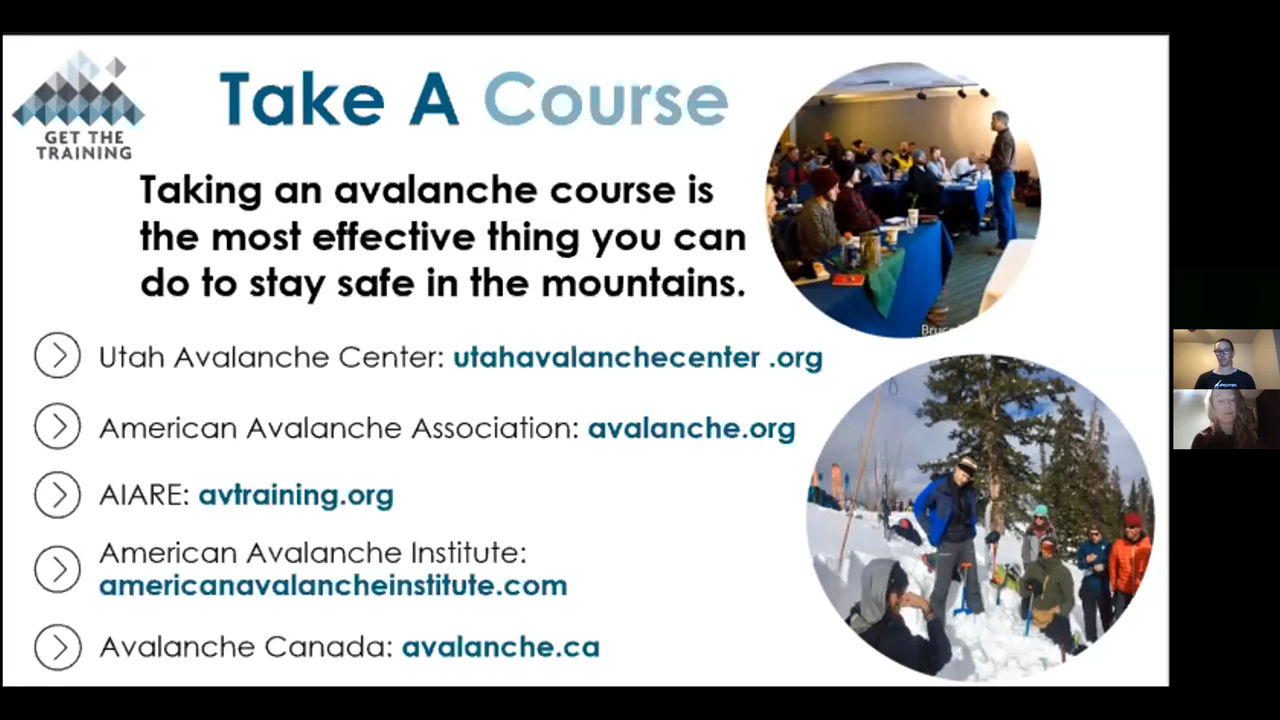 GET THE
TRAINING
Take A Course
Taking an avalanche course is
the most effective thing you can
do to stay safe in the mountains.
Utah Avalanche Center: utahavalanchecenter .org
American Avalanche Association: avalanche.org
AIARE: avtraining.org
American Avalanche Institute:
americanavalancheinstitute.com
Avalanche Canada: avalanche.ca